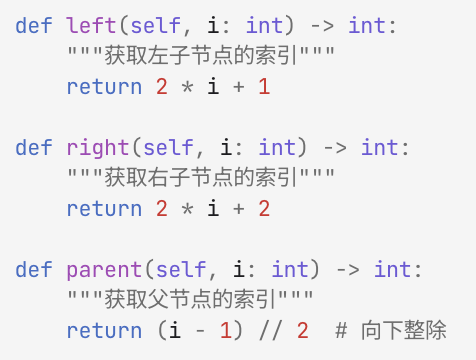 def left(self, i: int) -> int:
    """获取左子节点的索引"""
    return 2 * i + 1
def right(self, i: int) -> int:
    """获取右子节点的索引"""
    return 2 * i + 2
def parent(self, i: int) -> int:
    """获取父节点的索引"""
    return (i - 1) // 2  # 向下整除